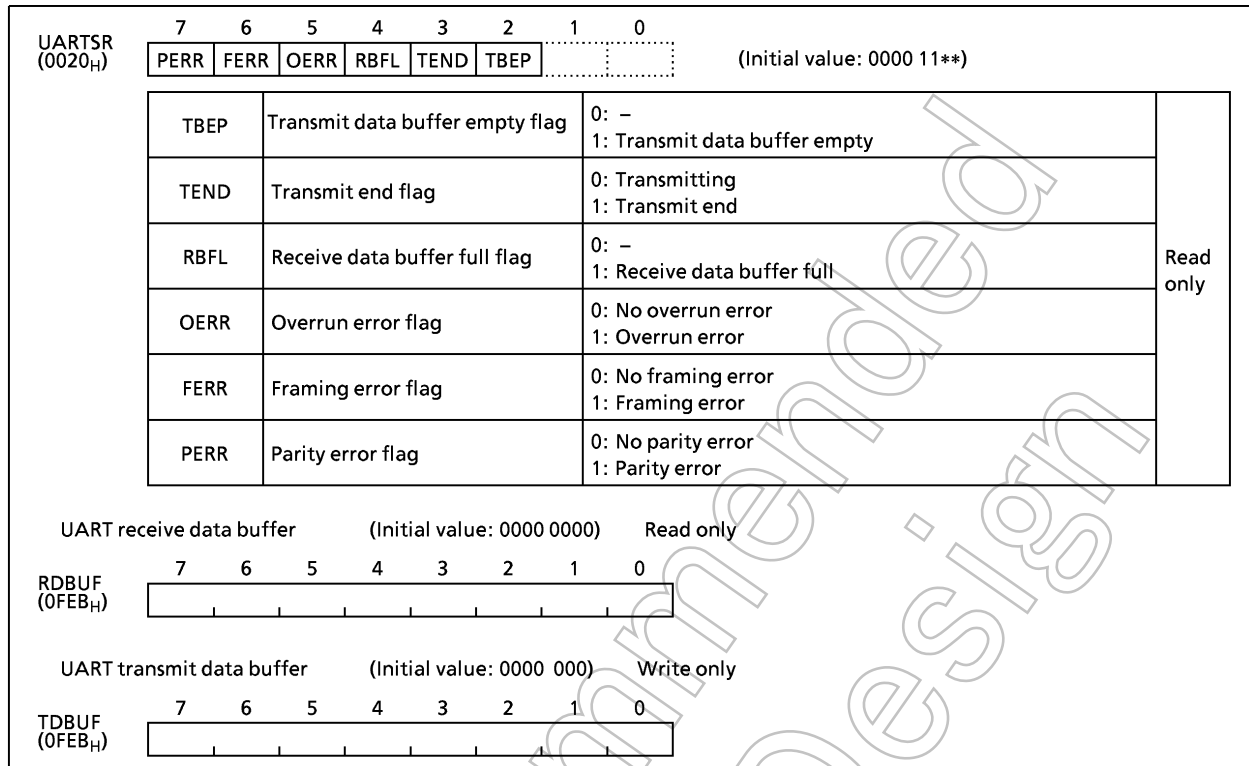 7 6 5 4 3 2 1 0
UARTSR
(0020H) PERR FERR OERR RBFL TEND TBEP (Initial value: 0000 11**)
TBEP Transmit data buffer empty flag 0: –
1: Transmit data buffer empty
TEND Transmit end flag 0: Transmitting
1: Transmit end
RBFL Receive data buffer full flag 0: –
1: Receive data buffer full
Read
only
OERR Overrun error flag 0: No overrun error
1: Overrun error
FERR Framing error flag 0: No framing error
1: Framing error
PERR Parity error flag 0: No parity error
1: Parity error
UART receive data buffer (Initial value: 0000 0000) Read only
7 6 5 4 3 2 1 0
RDBUF
(0FEBH)
UART transmit data buffer (Initial value: 0000 000) Write only
7 6 5 4 3 2 1 0
TDBUF
(0FEBH)
mmended
Design